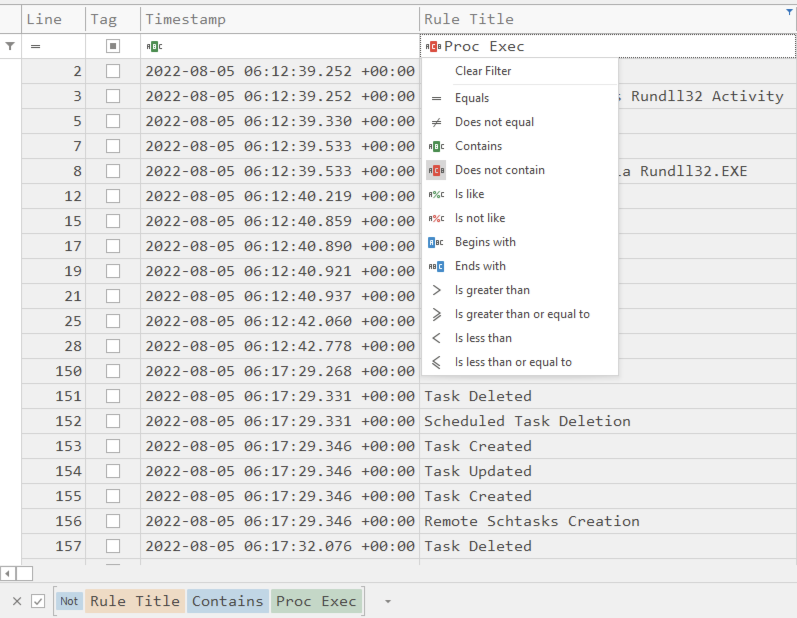 Line Tag Timestamp Rule Title
= Proc Exec
Clear Filter
2 2022-08-05 06:12:39.252 +00:00
= Equals
3 2022-08-05 06:12:39.252 +00:00 s Rundll32 Activity
≠ Does not equal
5 2022-08-05 06:12:39.330 +00:00
Contains
7 2022-08-05 06:12:39.533 +00:00
Does not contain
8 2022-08-05 06:12:39.533 +00:00 ia Rundll32.EXE
Is like
12 2022-08-05 06:12:40.219 +00:00
Is not like
15 2022-08-05 06:12:40.859 +00:00
Begins with
17 2022-08-05 06:12:40.890 +00:00
Ends with
19 2022-08-05 06:12:40.921 +00:00
> Is greater than
21 2022-08-05 06:12:40.937 +00:00
≥ Is greater than or equal to
25 2022-08-05 06:12:42.060 +00:00
< Is less than
28 2022-08-05 06:12:42.778 +00:00
≤ Is less than or equal to
150 2022-08-05 06:17:29.268 +00:00
151 2022-08-05 06:17:29.331 +00:00 Task Deleted
152 2022-08-05 06:17:29.331 +00:00 Scheduled Task Deletion
153 2022-08-05 06:17:29.346 +00:00 Task Created
154 2022-08-05 06:17:29.346 +00:00 Task Updated
155 2022-08-05 06:17:29.346 +00:00 Task Created
156 2022-08-05 06:17:29.346 +00:00 Remote Schtasks Creation
157 2022-08-05 06:17:32.076 +00:00 Task Deleted
Not Rule Title Contains Proc Exec